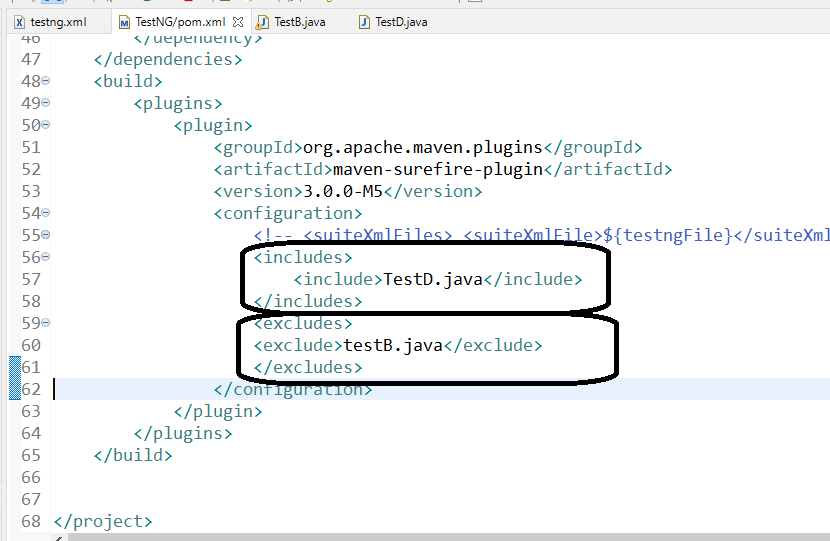 testng.xml TestNG/pom.xml TestB.java TestD.java
46 </dependency>
47 </dependencies>
48 <build>
49 <plugins>
50 <plugin>
51 <groupId>org.apache.maven.plugins</groupId>
52 <artifactId>maven-surefire-plugin</artifactId>
53 <version>3.0.0-M5</version>
54 <configuration>
55 <!-- <suiteXmlFiles> <suiteXmlFile>${testngFile}</suiteXml
56 <includes>
57 <include>TestD.java</include>
58 </includes>
59 <excludes>
60 <exclude>testB.java</exclude>
61 </excludes>
62 </configuration>
63 </plugin>
64 </plugins>
65 </build>
66
67
68 </project>